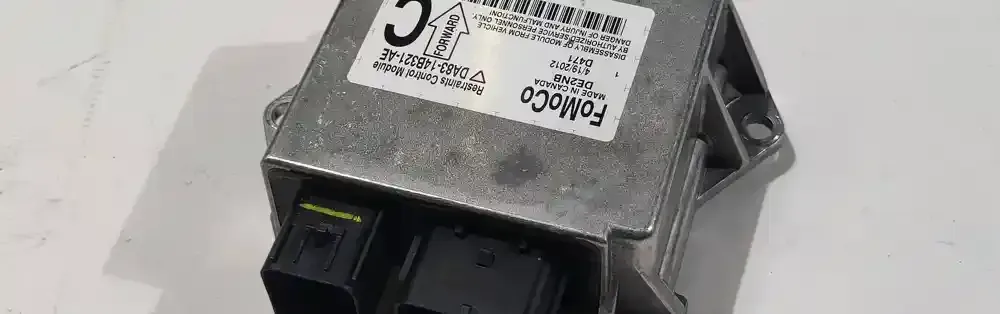 FoMoCo
MADE IN CANADA
DE2NB
1
4/19/2012
D471
Restraints Control Module
DA83-14B321-AE
FORWARD
C
DISASSEMBLY OF MODULE FROM VEHICLE
BY AUTHORIZED SERVICE PERSONNEL ONLY.
DANGER OF INJURY AND MALFUNCTION!